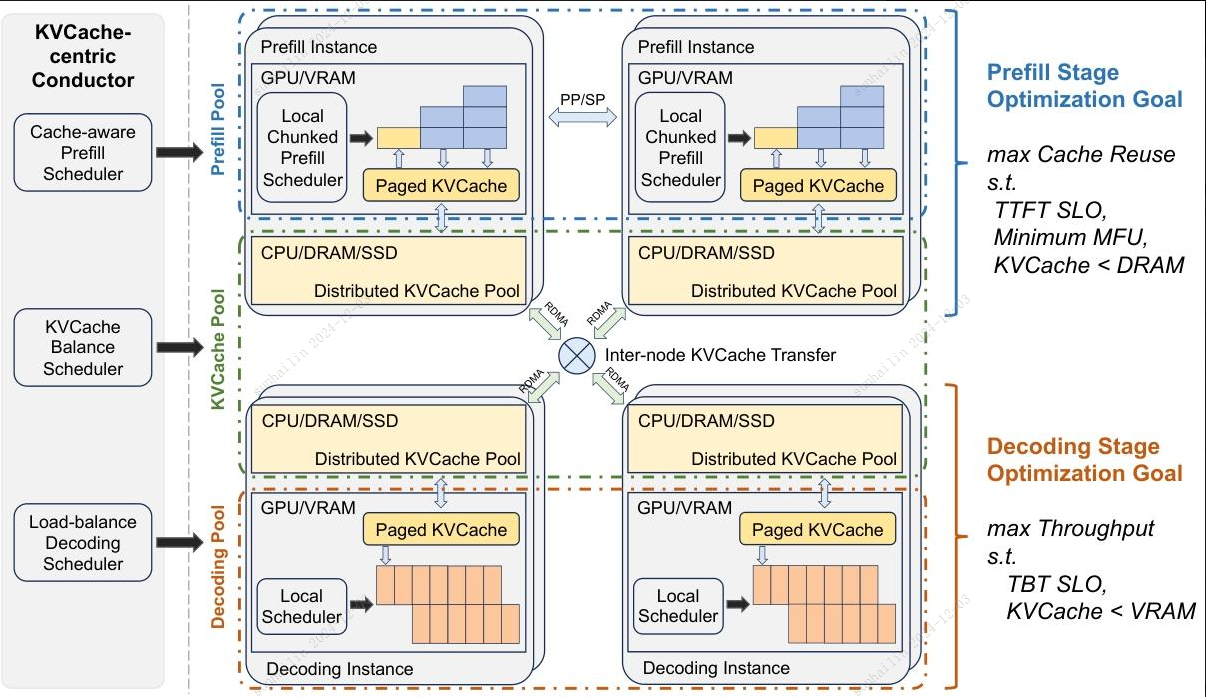 KVCache-
centric
Conductor
Cache-aware
Prefill
Scheduler
KVCache
Balance
Scheduler
Load-balance
Decoding
Scheduler
Prefill Pool
KVCache Pool
Decoding Pool
Prefill Instance
GPU/VRAM
Local
Chunked
Prefill
Scheduler
Paged KVCache
CPU/DRAM/SSD
Distributed KVCache Pool
PP/SP
Prefill Instance
GPU/VRAM
Local
Chunked
Prefill
Scheduler
Paged KVCache
CPU/DRAM/SSD
Distributed KVCache Pool
RDMA
RDMA
Inter-node KVCache Transfer
RDMA
RDMA
CPU/DRAM/SSD
Distributed KVCache Pool
GPU/VRAM
Paged KVCache
Local
Scheduler
Decoding Instance
CPU/DRAM/SSD
Distributed KVCache Pool
GPU/VRAM
Paged KVCache
Local
Scheduler
Decoding Instance
Prefill Stage
Optimization Goal
max Cache Reuse
s.t.
TTFT SLO,
Minimum MFU,
KVCache < DRAM
Decoding Stage
Optimization Goal
max Throughput
s.t.
TBT SLO,
KVCache < VRAM